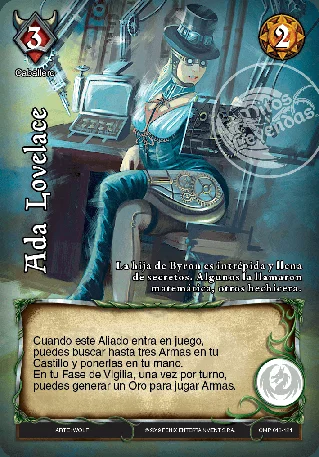 3
2
Caballero
Mitos
y Leyendas
Ada Lovelace
La hija de Byron es intrépida y llena
de secretos. Algunos la llamaron
matemática, otros hechicera.
Cuando este Aliado entra en juego,
puedes buscar hasta tres Armas en tu
Castillo y ponerlas en tu mano.
En tu Fase de Vigilia, una vez por turno,
puedes generar un Oro para jugar Armas.